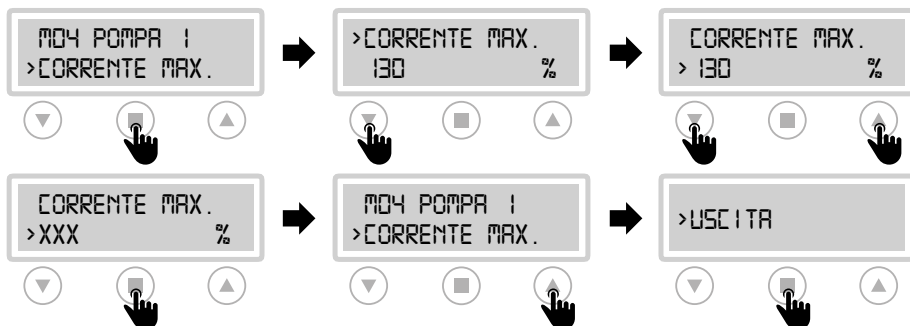 MD4 POMPA 1
>CORRENTE MAX.
>CORRENTE MAX.
130 %
CORRENTE MAX.
> 130 %
CORRENTE MAX.
>XXX %
MD4 POMPA 1
>CORRENTE MAX.
>USCITA